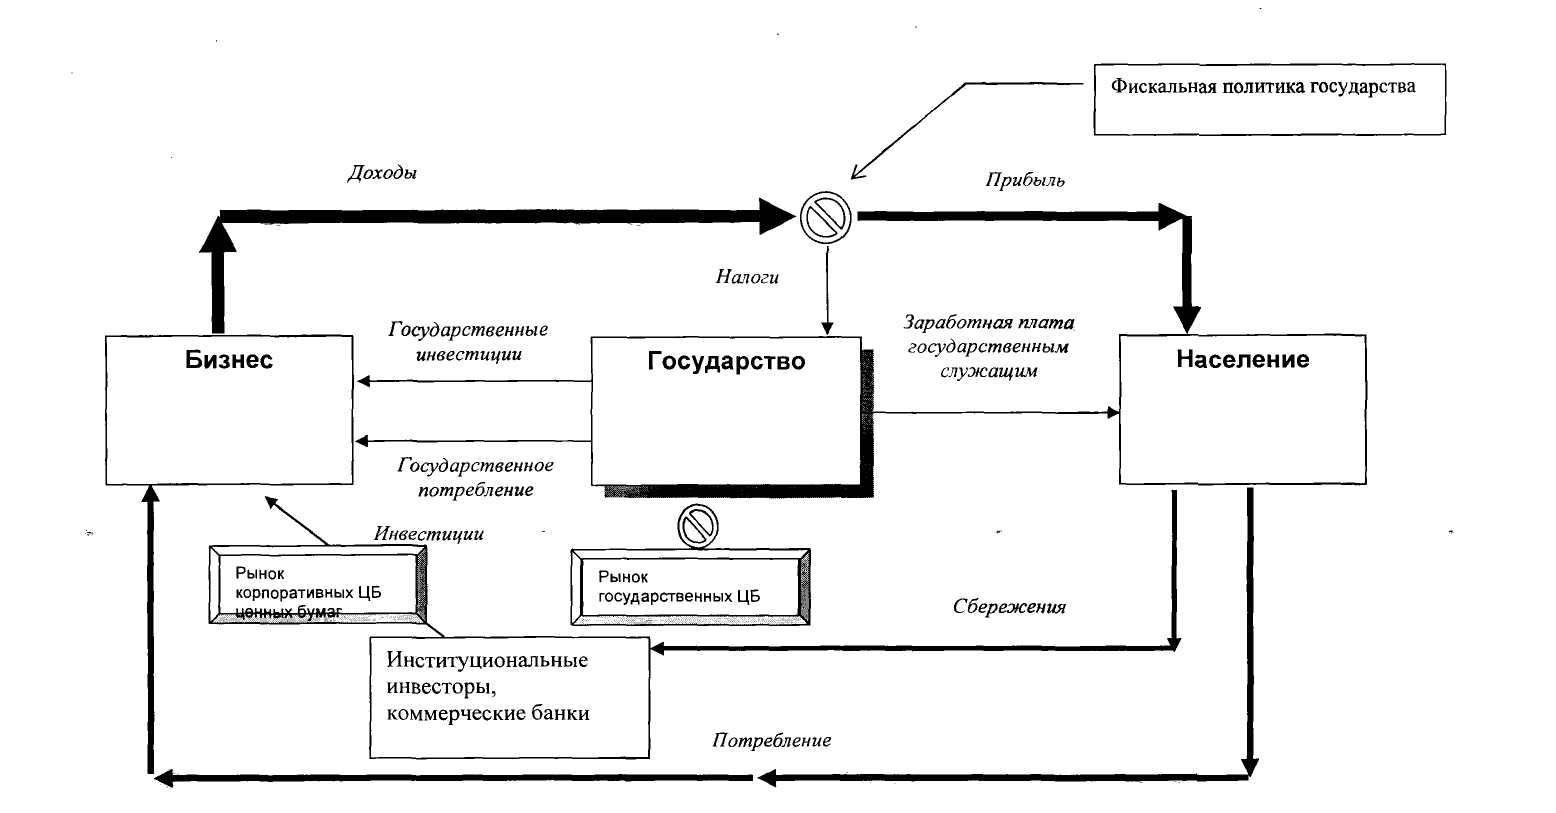 Фискальная политика государства
Доходы
Прибыль
Налоги
Государственные
инвестиции
Заработная плата
государственным
служащим
Бизнес
Государство
Население
Государственное
потребление
Инвестиции
Рынок
корпоративных ЦБ
ценных бумаг
Рынок
государственных ЦБ
Сбережения
Институциональные
инвесторы,
коммерческие банки
Потребление